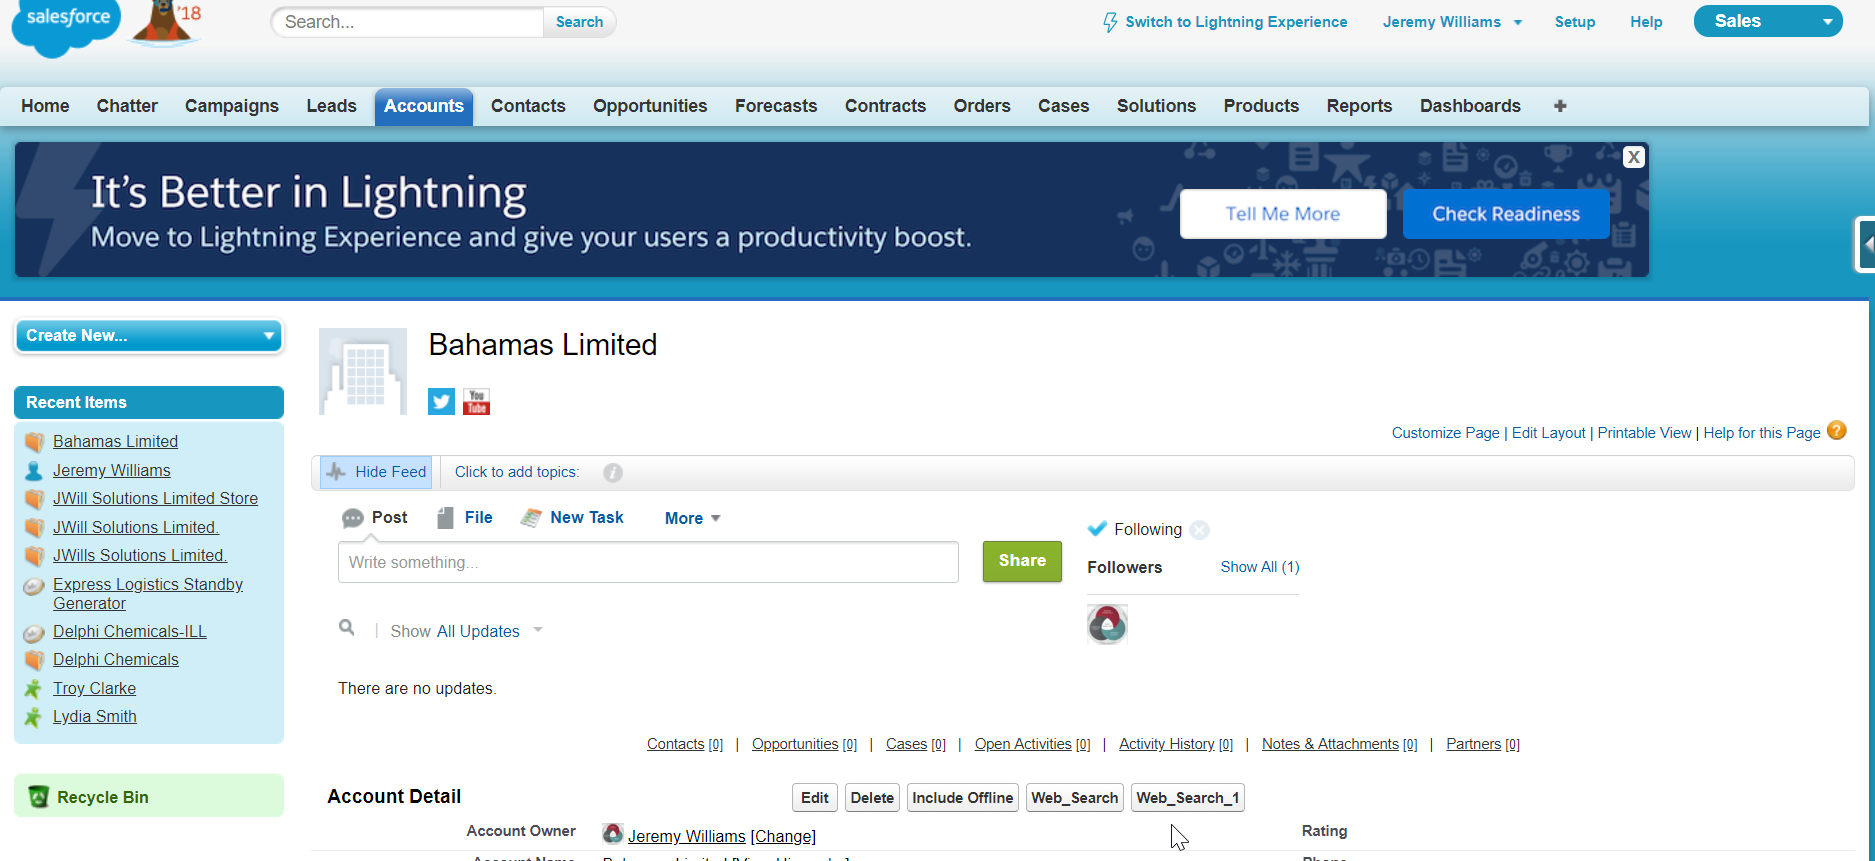 salesforce
'18
Search...
Search
Switch to Lightning Experience
Jeremy Williams
Setup
Help
Sales
Home
Chatter
Campaigns
Leads
Accounts
Contacts
Opportunities
Forecasts
Contracts
Orders
Cases
Solutions
Products
Reports
Dashboards
+
It's Better in Lightning
Move to Lightning Experience and give your users a productivity boost.
Tell Me More
Check Readiness
X
Create New...
Recent Items
Bahamas Limited
Jeremy Williams
JWill Solutions Limited Store
JWill Solutions Limited.
JWills Solutions Limited.
Express Logistics Standby
Generator
Delphi Chemicals-ILL
Delphi Chemicals
Troy Clarke
Lydia Smith
Recycle Bin
Bahamas Limited
You
Tube
Customize Page | Edit Layout | Printable View | Help for this Page ?
Hide Feed
Click to add topics:
i
Post
File
New Task
More
Write something...
Share
Following
Followers
Show All (1)
Show All Updates
There are no updates.
Contacts [0] | Opportunities [0] | Cases [0] | Open Activities [0] | Activity History [0] | Notes & Attachments [0] | Partners [0]
Account Detail
Edit
Delete
Include Offline
Web_Search
Web_Search_1
Account Owner
Jeremy Williams [Change]
Rating